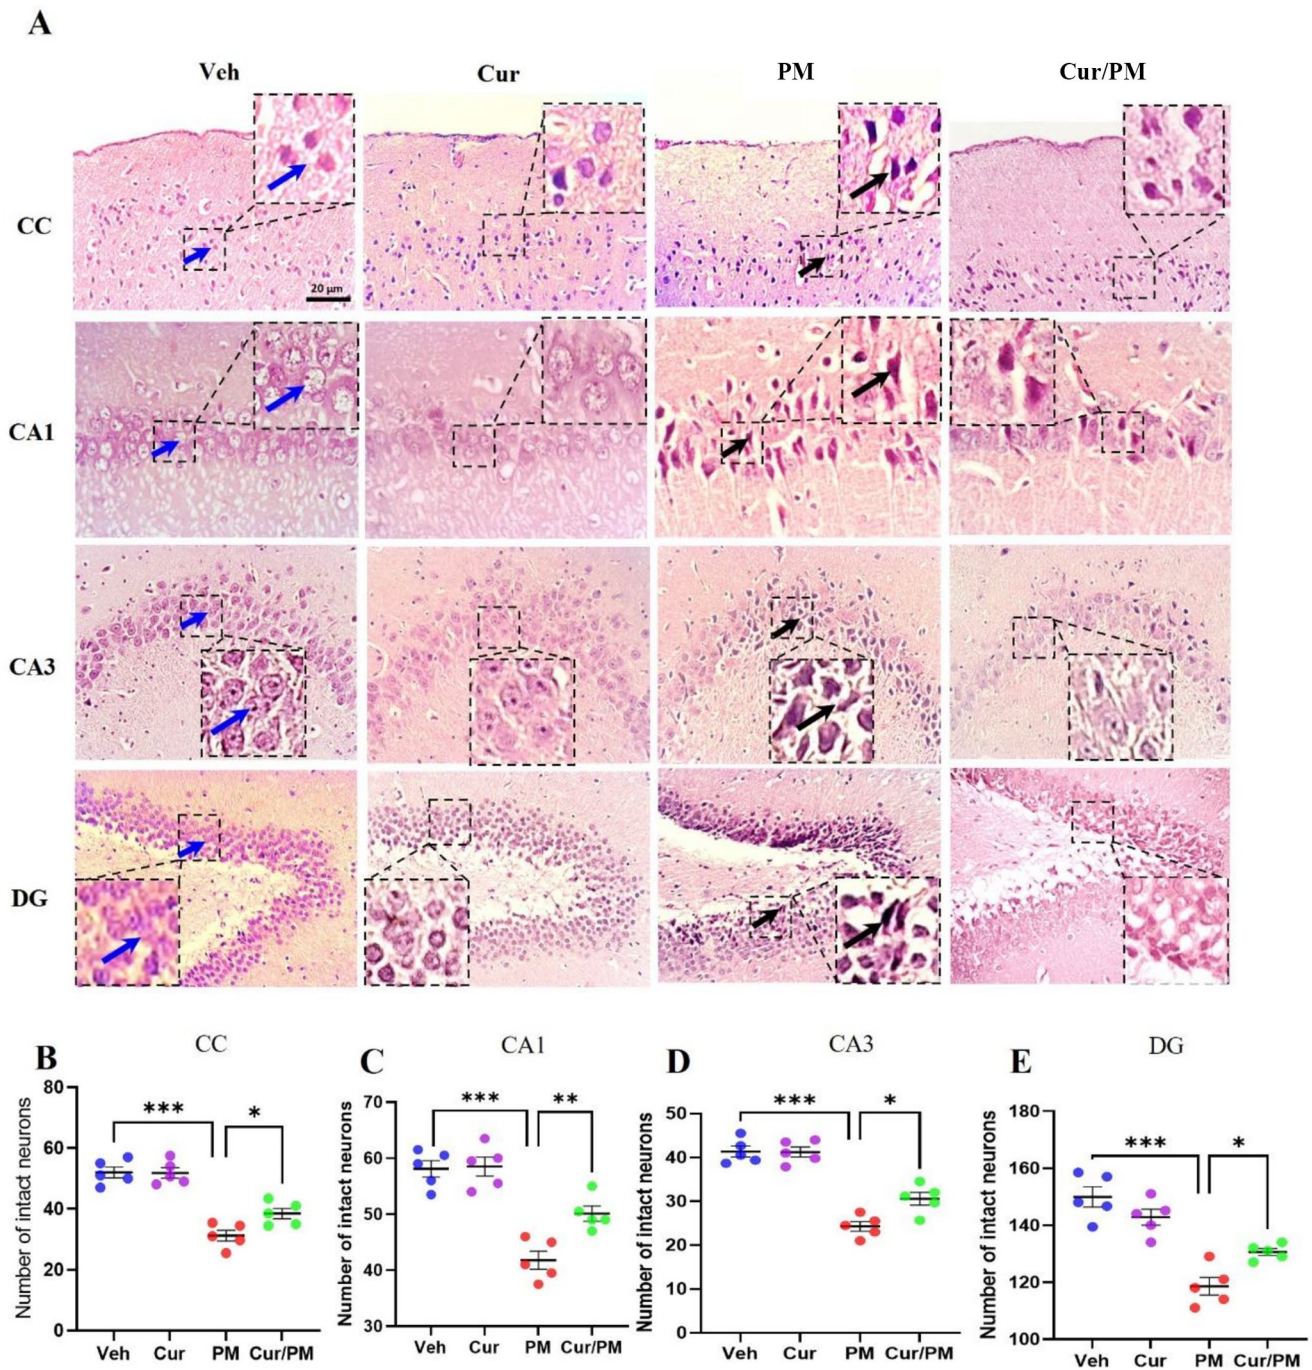 A
Veh Cur PM Cur/PM
CC
20 µm
CA1
CA3
DG
B
CC
Number of intact neurons
80
60
40
20
0
***
*
Veh Cur PM Cur/PM
C
CA1
Number of intact neurons
70
60
50
40
30
***
**
Veh Cur PM Cur/PM
D
CA3
Number of intact neurons
50
40
30
20
10
0
***
*
Veh Cur PM Cur/PM
E
DG
Number of intact neurons
180
160
140
120
100
***
*
Veh Cur PM Cur/PM